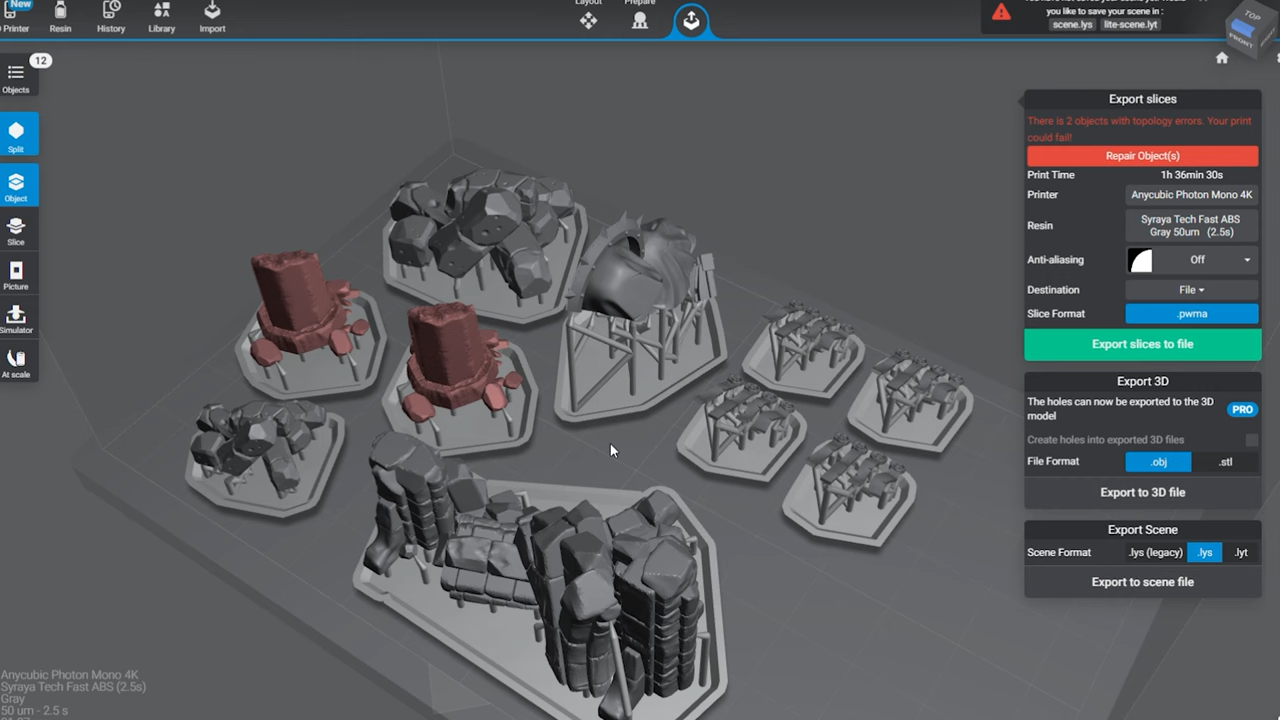 New
Printer
Resin
History
Library
Import
Layout
Prepare
like to save your scene in :
scene.lys
lite-scene.lyt
TOP
FRONT
12
Objects
Split
Object
Slice
Picture
Simulator
At scale
Export slices
There is 2 objects with topology errors. Your print
could fail!
Repair Object(s)
Print Time 1h 36min 30s
Printer Anycubic Photon Mono 4K
Resin Syraya Tech Fast ABS
Gray 50um (2.5s)
Anti-aliasing Off
Destination File
Slice Format .pwma
Export slices to file
Export 3D
The holes can now be exported to the 3D
model
PRO
Create holes into exported 3D files
File Format .obj .stl
Export to 3D file
Export Scene
Scene Format .lys (legacy) .lys .lyt
Export to scene file
Anycubic Photon Mono 4K
Syraya Tech Fast ABS (2.5s)
Gray
50 um - 2.5 s